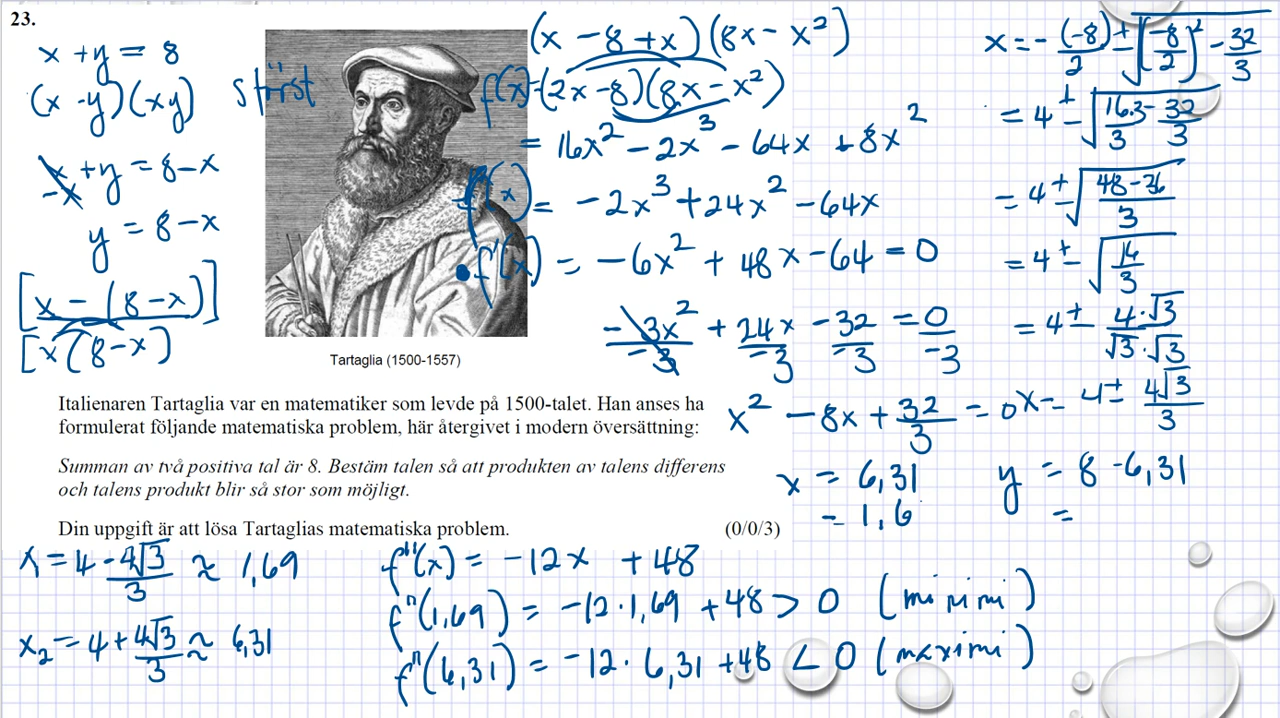 23.
x + y = 8
(x - y)(xy) störst
x + y = 8 - x
-x
y = 8 - x
[x - (8 - x)]
[x(8 - x)]
Tartaglia (1500-1557)
(x - 8 + x)(8x - x²)
f(x) = (2x - 8)(8x - x²)
= 16x² - 2x³ - 64x + 8x²
f(x) = -2x³ + 24x² - 64x
f'(x) = -6x² + 48x - 64 = 0
-3x²/-3 + 24x/-3 - 32/-3 = 0/-3
x² - 8x + 32/3 = 0
x = -(-8)/2 ± √((-8/2)² - 32/3)
= 4 ± √(16·3/3 - 32/3)
= 4 ± √((48 - 32)/3)
= 4 ± √(16/3)
= 4 ± 4·√3/√3·√3
x = 4 ± 4√3/3
x = 6,31
= 1,6
y = 8 - 6,31
=
Italienaren Tartaglia var en matematiker som levde på 1500-talet. Han anses ha
formulerat följande matematiska problem, här återgivet i modern översättning:
Summan av två positiva tal är 8. Bestäm talen så att produkten av talens differens
och talens produkt blir så stor som möjligt.
Din uppgift är att lösa Tartaglias matematiska problem. (0/0/3)
x = 4 - 4√3/3 ≈ 1,69
x₂ = 4 + 4√3/3 ≈ 6,31
f''(x) = -12x + 48
f''(1,69) = -12·1,69 + 48 > 0 (minimi)
f''(6,31) = -12·6,31 + 48 < 0 (maximi)